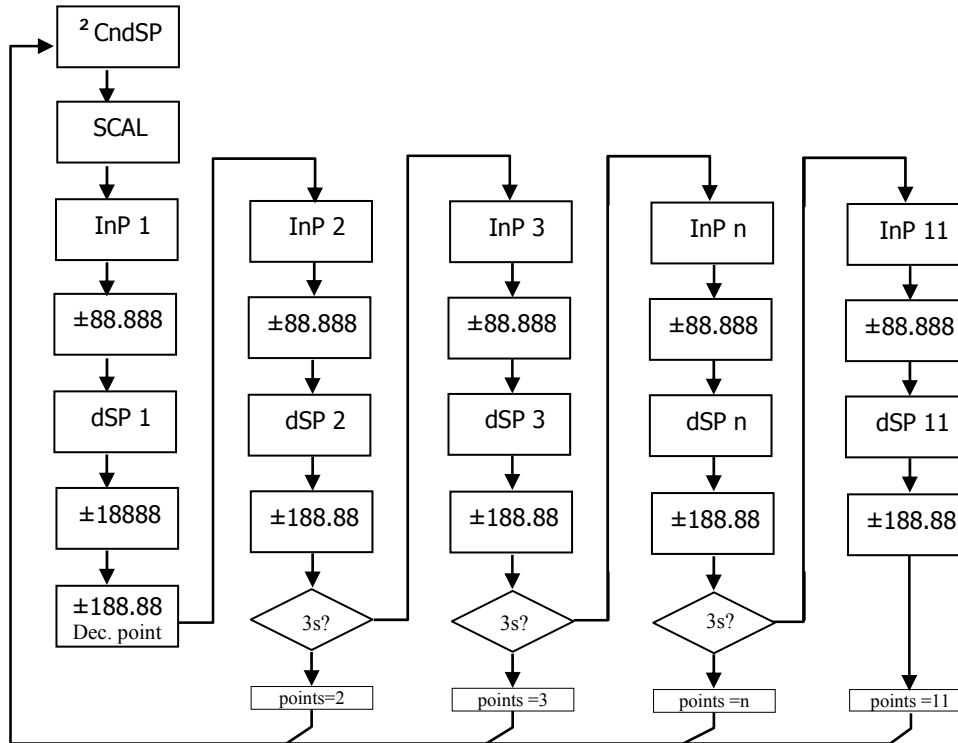 ² CndSP
SCAL
InP 1
±88.888
dSP 1
±18888
±188.88
Dec. point
InP 2
±88.888
dSP 2
±188.88
3s?
points=2
InP 3
±88.888
dSP 3
±188.88
3s?
points =3
InP n
±88.888
dSP n
±188.88
3s?
points =n
InP 11
±88.888
dSP 11
±188.88
points =11